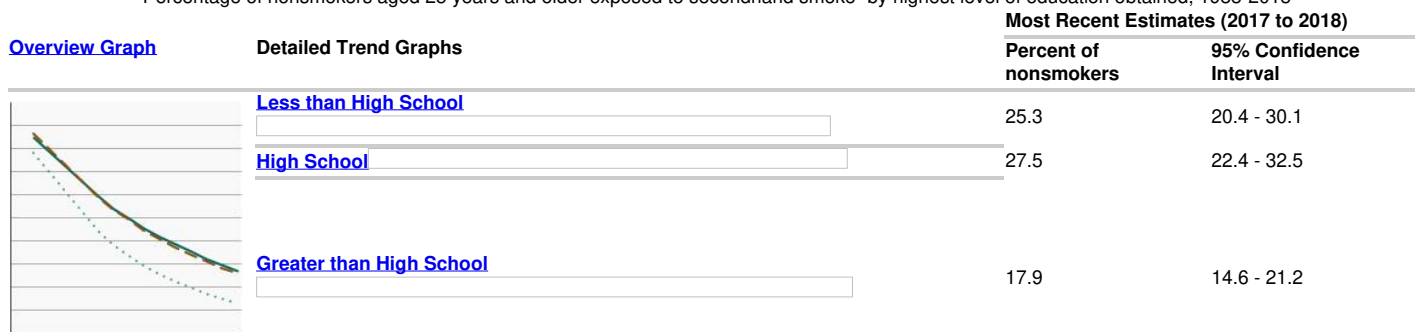 Most Recent Estimates (2017 to 2018)
Overview Graph Detailed Trend Graphs Percent of nonsmokers 95% Confidence Interval
Less than High School 25.3 20.4 - 30.1
High School 27.5 22.4 - 32.5
Greater than High School 17.9 14.6 - 21.2